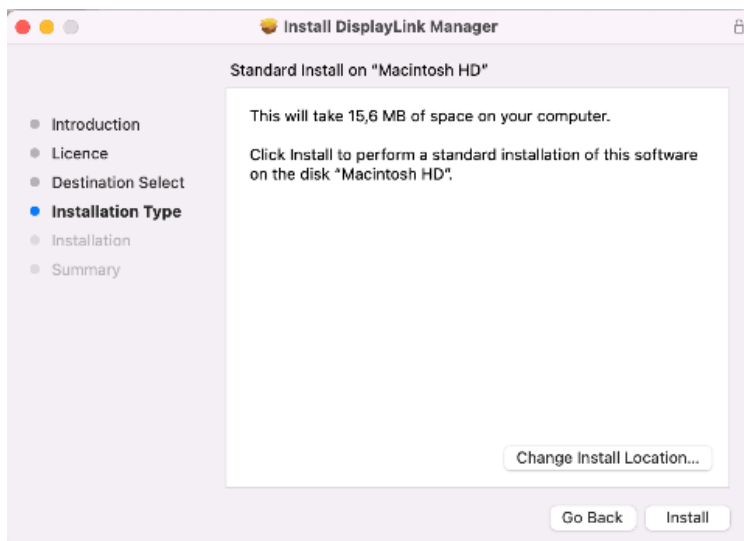 Install DisplayLink Manager
Standard Install on “Macintosh HD”
Introduction
Licence
Destination Select
Installation Type
Installation
Summary
This will take 15,6 MB of space on your computer.
Click Install to perform a standard installation of this software
on the disk “Macintosh HD”.
Change Install Location...
Go Back
Install